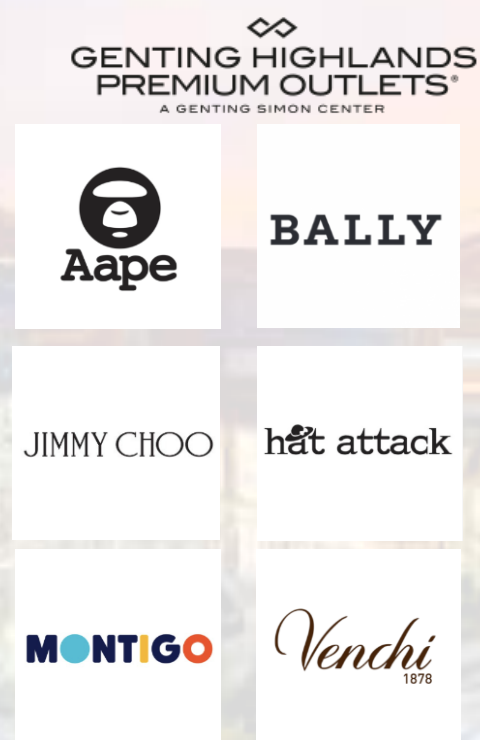 GENTING HIGHLANDS
PREMIUM OUTLETS®
A GENTING SIMON CENTER
Aape
BALLY
JIMMY CHOO
hat attack
MONTIGO
Venchi
1878